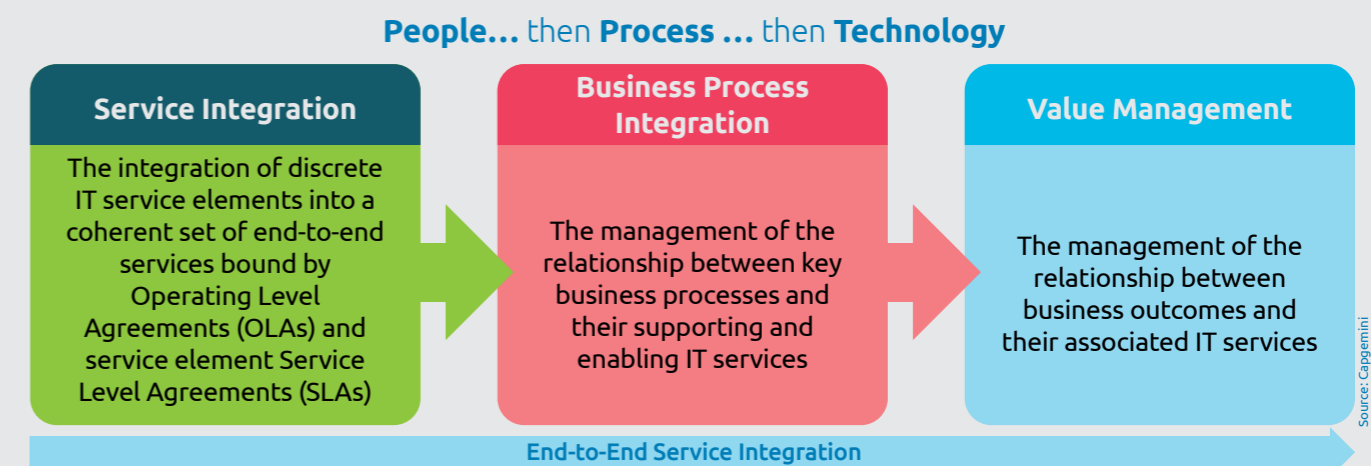 People... then Process ... then Technology
Service Integration
The integration of discrete
IT service elements into a
coherent set of end-to-end
services bound by
Operating Level
Agreements (OLAs) and
service element Service
Level Agreements (SLAs)
Business Process
Integration
The management of the
relationship between key
business processes and
their supporting and
enabling IT services
Value Management
The management of the
relationship between
business outcomes and
their associated IT services
Source: Capgemini
End-to-End Service Integration